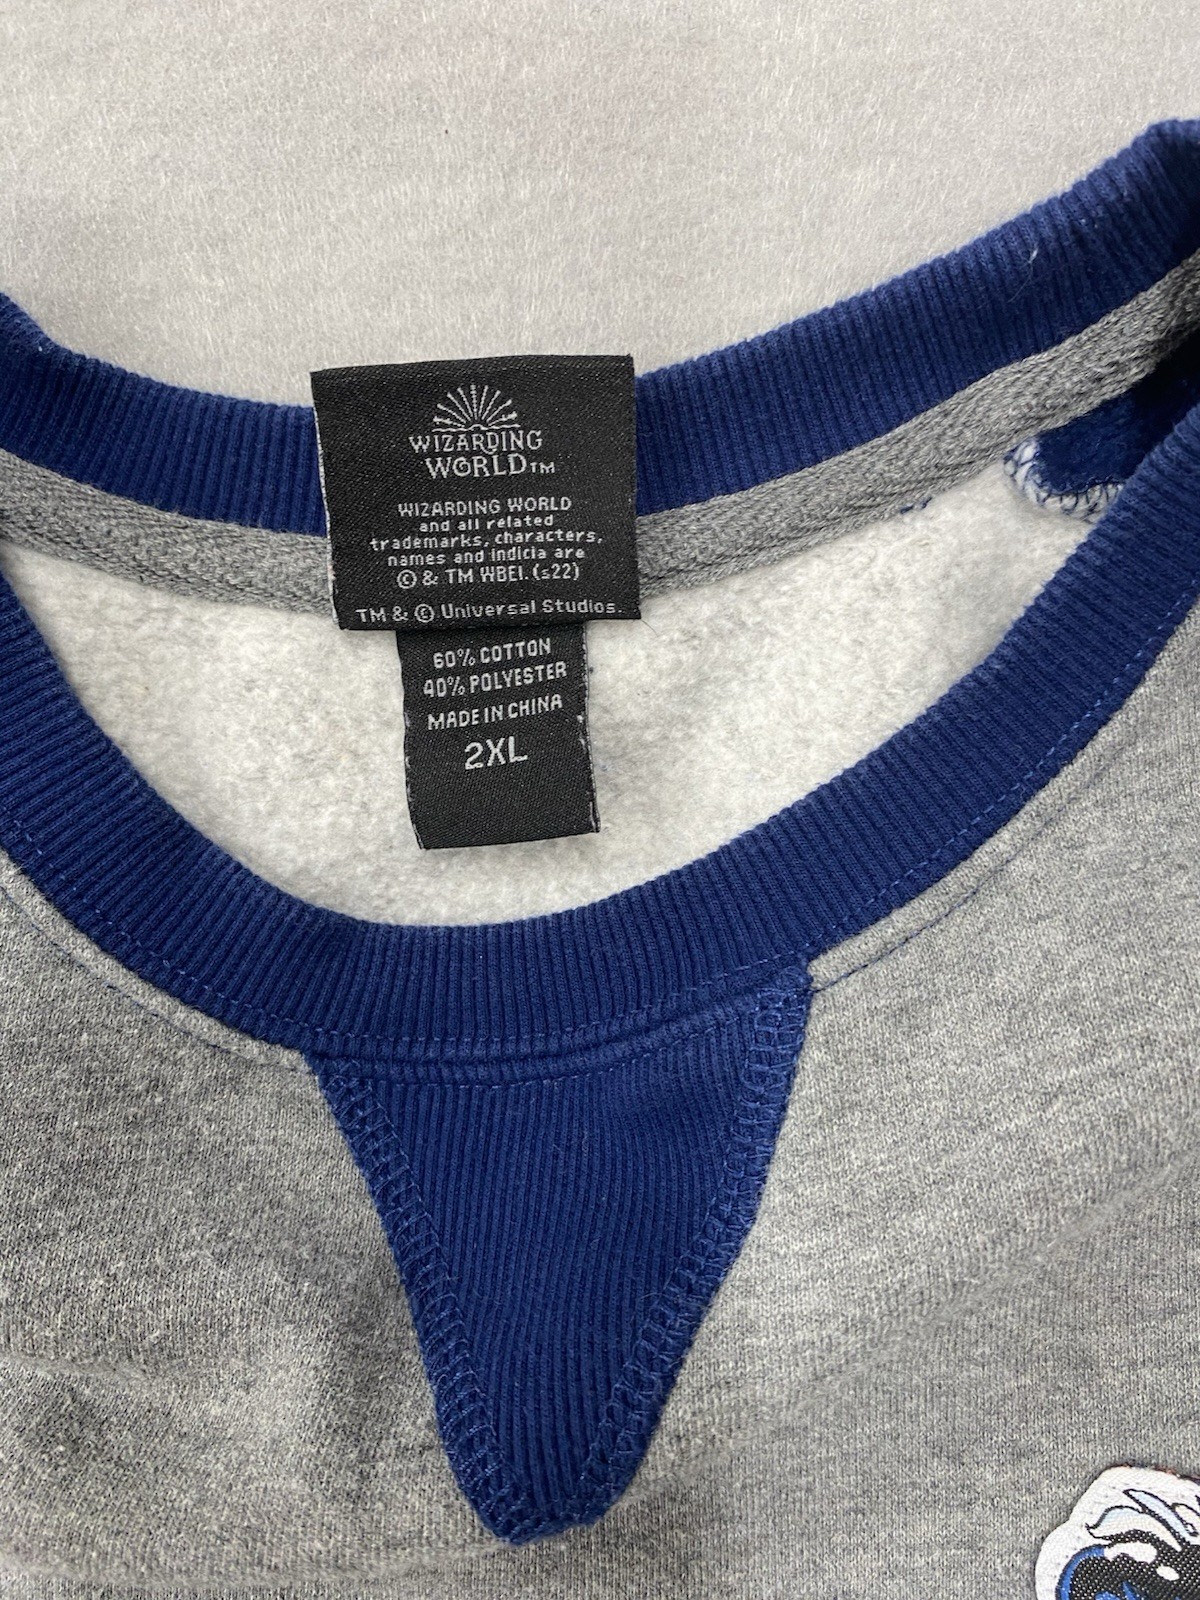 WIZARDING
WORLD™
WIZARDING WORLD
and all related
trademarks, characters,
names and indicia are
© & TM WBEI. (s22)
TM & © Universal Studios.
60% COTTON
40% POLYESTER
MADE IN CHINA
2XL